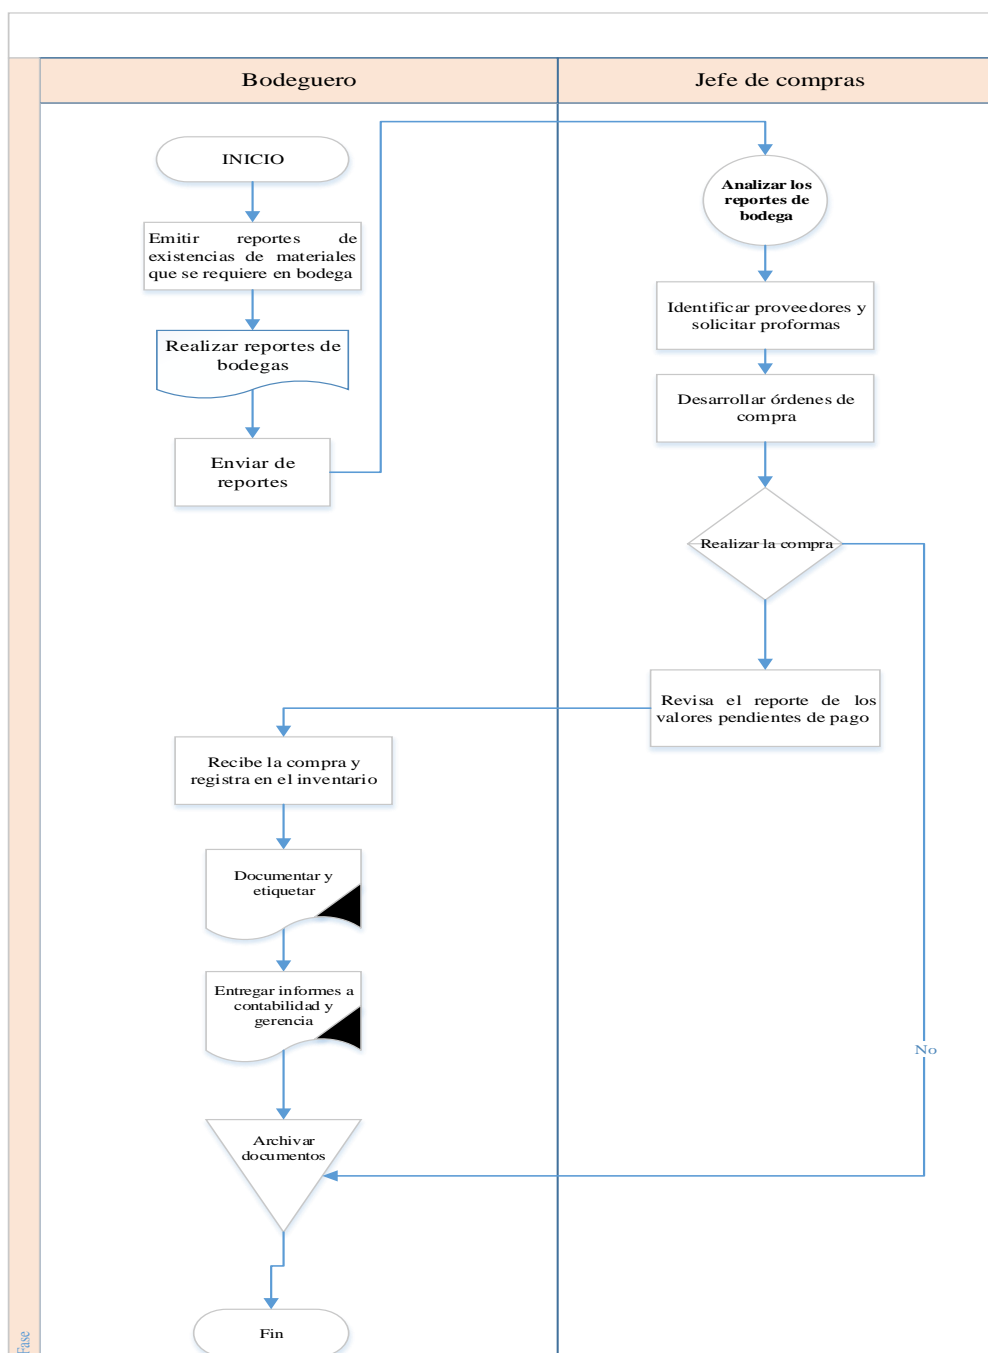 Bodeguero
Jefe de compras
INICIO
Emitir reportes de
existencias de materiales
que se requiere en bodega
Realizar reportes de
bodegas
Enviar de
reportes
Analizar los
reportes de
bodega
Identificar proveedores y
solicitar proformas
Desarrollar órdenes de
compra
Realizar la compra
Revisa el reporte de los
valores pendientes de pago
Recibe la compra y
registra en el inventario
Documentar y
etiquetar
Entregar informes a
contabilidad y
gerencia
No
Archivar
documentos
Fin
Fase